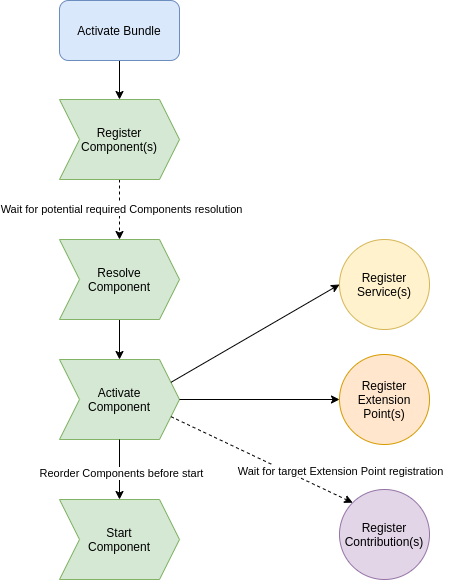 Activate Bundle
Register
Component(s)
Wait for potential required Components resolution
Resolve
Component
Register
Service(s)
Activate
Component
Register
Extension
Point(s)
Reorder Components before start
Wait for target Extension Point registration
Start
Component
Register
Contribution(s)